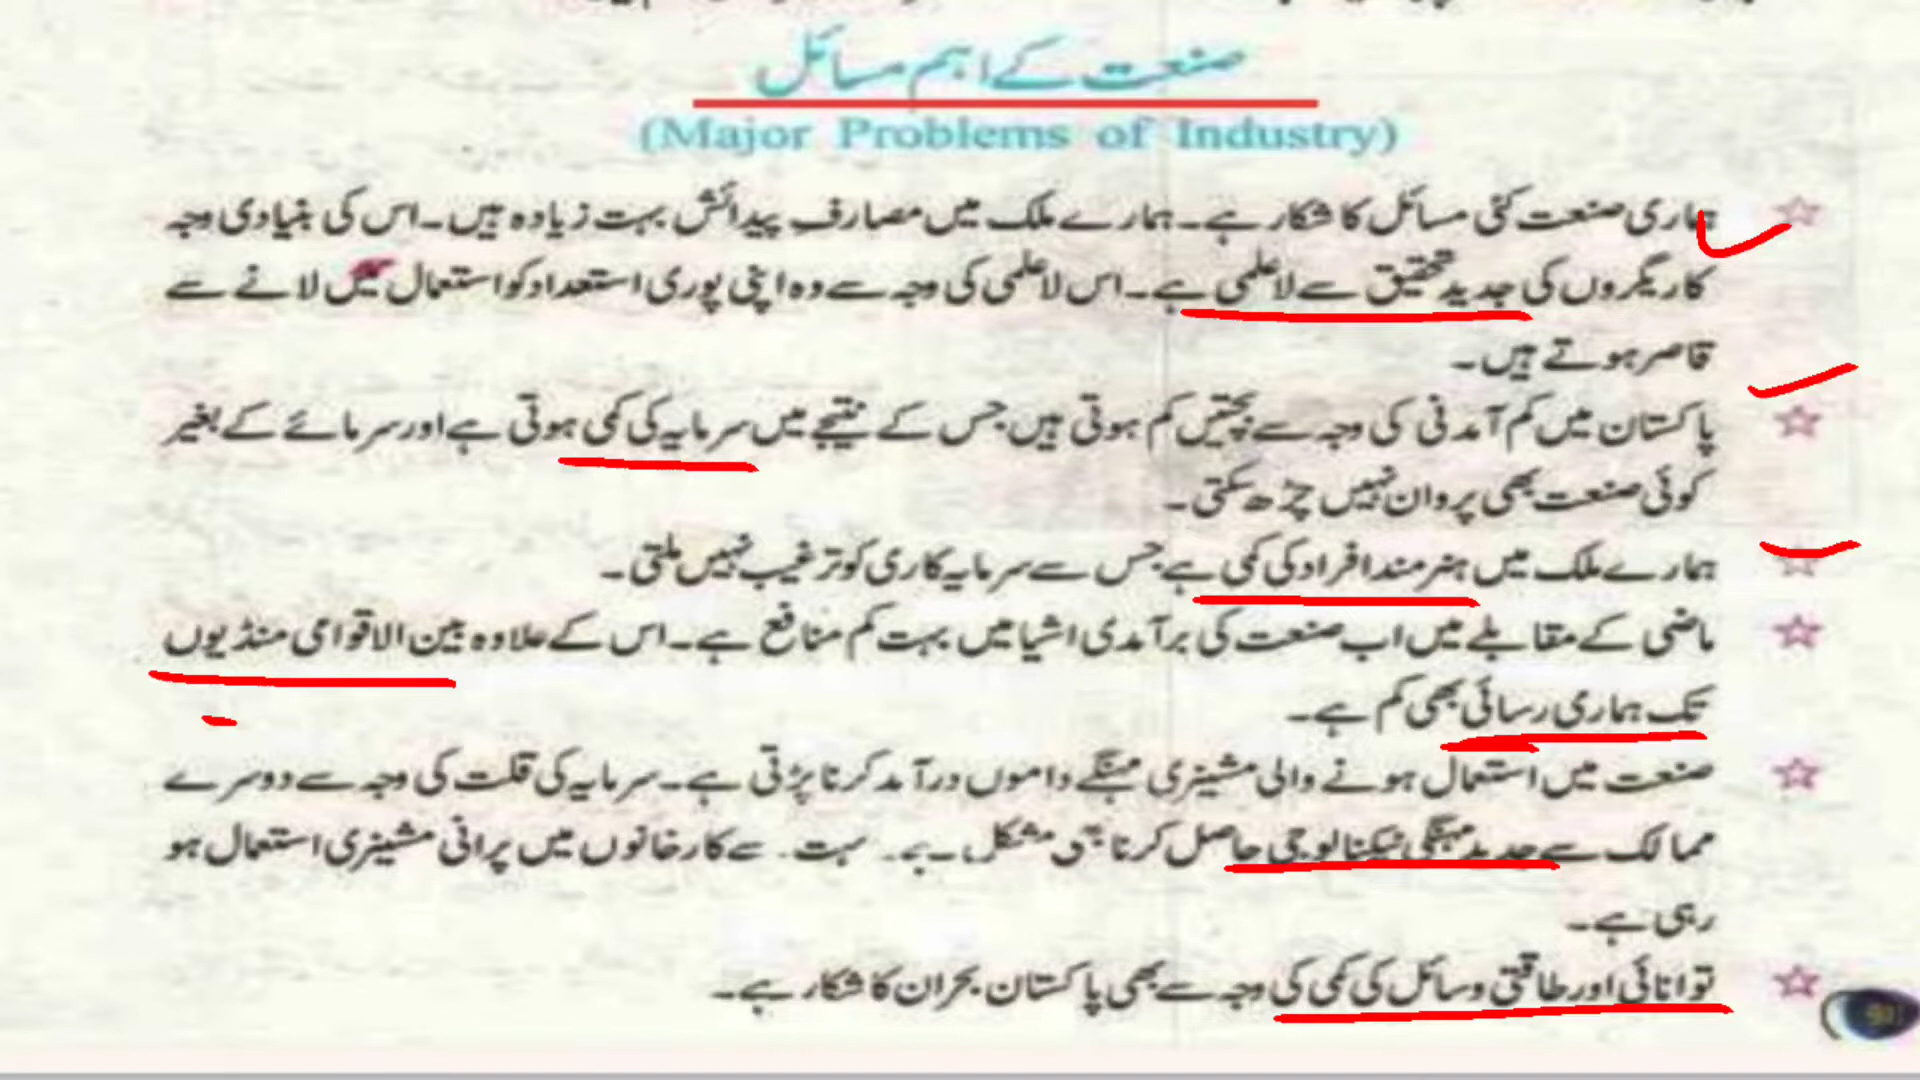 صنعت کے اہم مسائل
(Major Problems of Industry)
ہماری صنعت کئی مسائل کا شکار ہے۔ ہمارے ملک میں مصارف پیدائش بہت زیادہ ہیں۔ اس کی بنیادی وجہ
کاریگروں کی جدید تحقیق سے لاعلمی ہے۔ اس لاعلمی کی وجہ سے وہ اپنی پوری استعداد کو استعمال میں لانے سے
قاصر ہوتے ہیں۔
پاکستان میں کم آمدنی کی وجہ سے بچتیں کم ہوتی ہیں جس کے نتیجے میں سرمایہ کی کمی ہوتی ہے اور سرمائے کے بغیر
کوئی صنعت بھی پروان نہیں چڑھ سکتی۔
ہمارے ملک میں ہنر مند افراد کی کمی ہے جس سے سرمایہ کاری کو ترغیب نہیں ملتی۔
ماضی کے مقابلے میں اب صنعت کی برآمدی اشیا میں بہت کم منافع ہے۔ اس کے علاوہ بین الاقوامی منڈیوں
تک ہماری رسائی بھی کم ہے۔
صنعت میں استعمال ہونے والی مشینری مہنگے داموں درآمد کرنا پڑتی ہے۔ سرمایہ کی قلت کی وجہ سے دوسرے
ممالک سے جدید مہنگی ٹیکنالوجی حاصل کرنا مشکل ہے۔ بہت سے کارخانوں میں پرانی مشینری استعمال ہو
رہی ہے۔
توانائی اور طاقتی وسائل کی کمی کی وجہ سے بھی پاکستان بحران کا شکار ہے۔